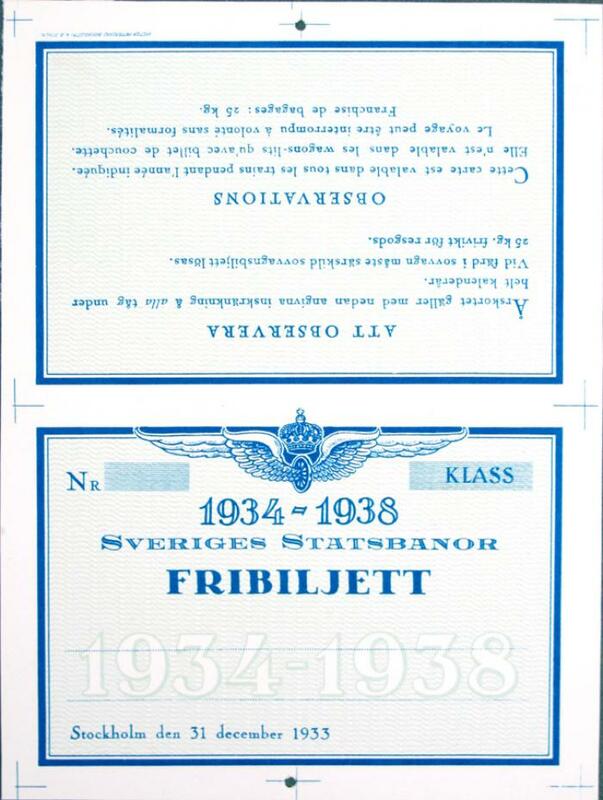 ATT OBSERVERA
Årskortet gäller med nedan angivna inskränkning å alla tåg under
helt kalenderår.
Vid färd i sovvagn måste särskild sovvagnsbiljett lösas.
25 kg. frivikt för resgods.
OBSERVATIONS
Cette carte est valable dans tous les trains pendant l'année indiquée.
Elle n'est valable dans les wagons-lits qu'avec billet de couchette.
Le voyage peut être interrompu à volonté sans formalités.
Franchise de bagages : 25 kg.
NR KLASS
1934-1938
SVERIGES STATSBANOR
FRIBILJETT
1934-1938
Stockholm den 31 december 1933